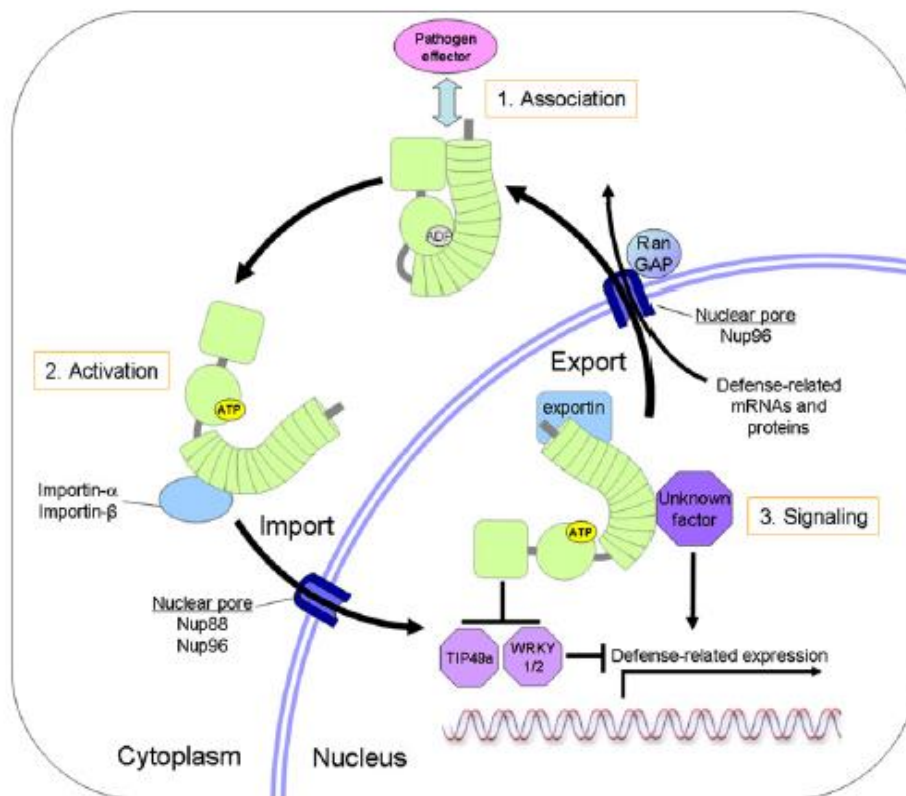 Pathogen
effector
1. Association
ADP
Ran
GAP
Nuclear pore
Nup96
Export
2. Activation
ATP
Defense-related
mRNAs and
proteins
exportin
Importin-α
Importin-β
Import
Unknown
factor
3. Signaling
ATP
Nuclear pore
Nup88
Nup96
TIP49a
WRKY
1/2
Defense-related expression
Cytoplasm
Nucleus